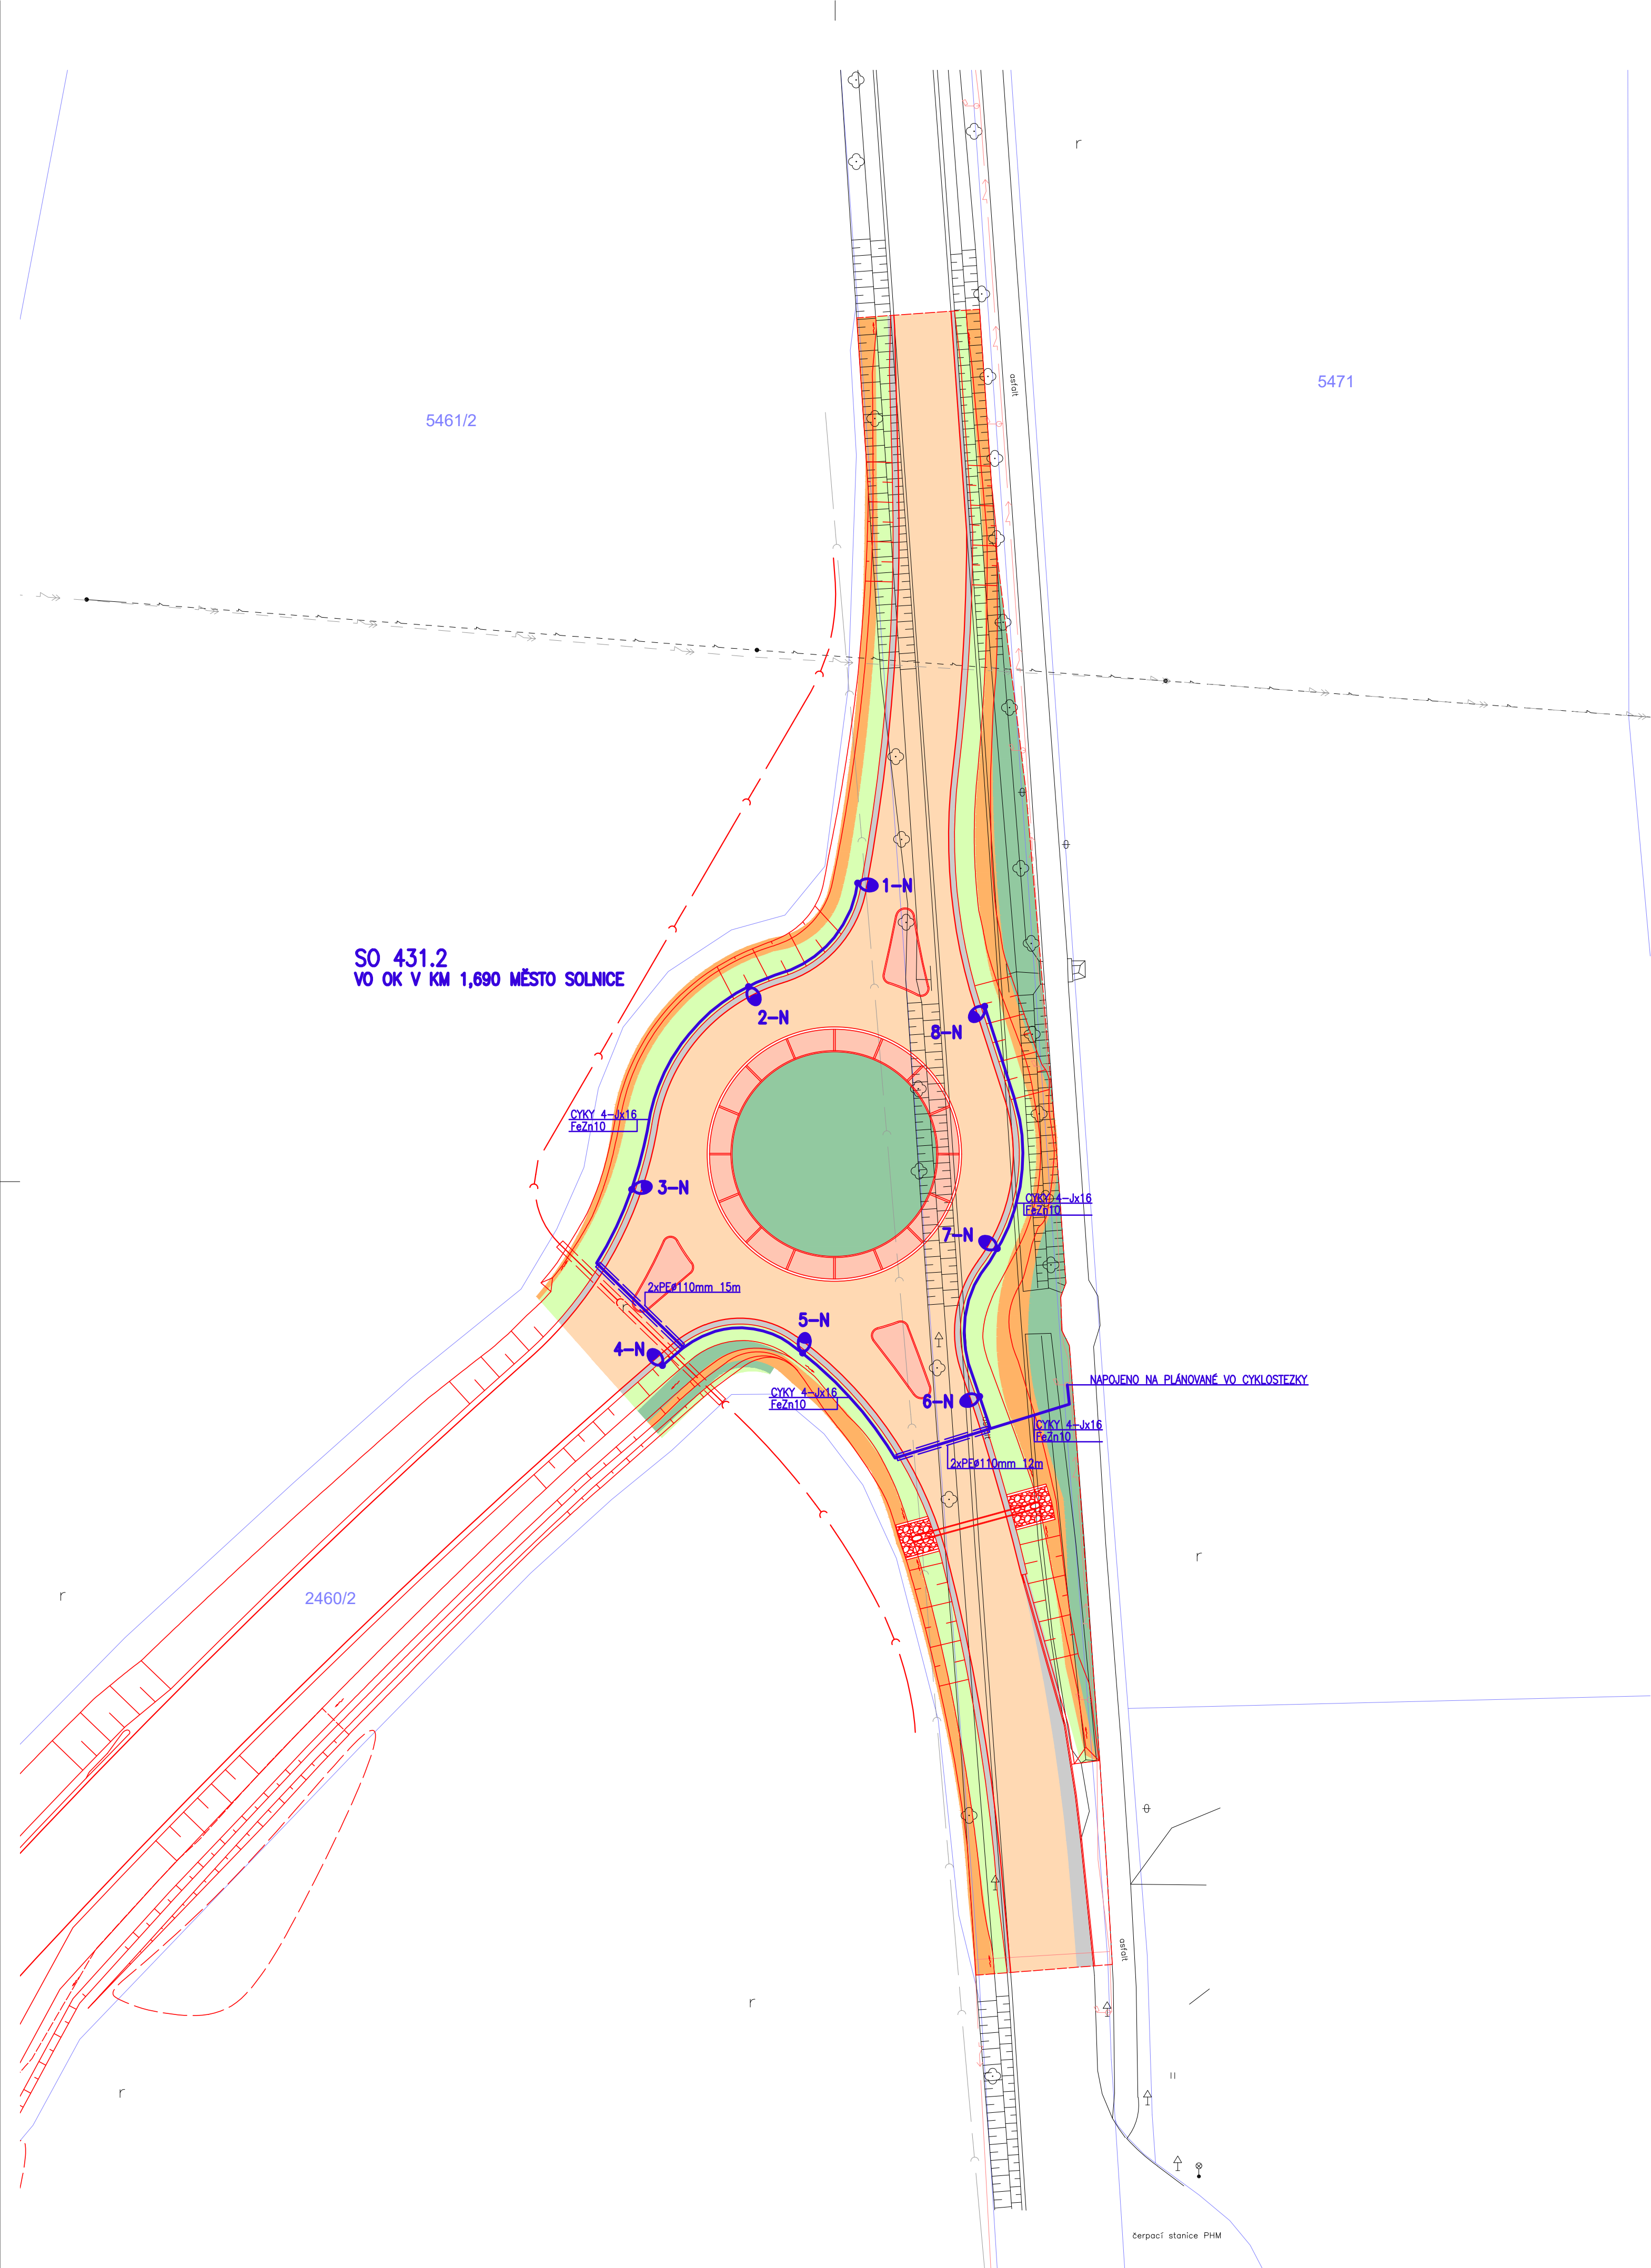 r
asfalt
5471
5461/2
1-N
SO 431.2
VO OK V KM 1,690 MĚSTO SOLNICE
2-N
8-N
CYKY 4-Jx16
FeZn10
3-N
CYKY 4-Jx16
FeZn10
7-N
2xPEø110mm 15m
5-N
4-N
NAPOJENO NA PLÁNOVANÉ VO CYKLOSTEZKY
CYKY 4-Jx16
FeZn10
6-N
CYKY 4-Jx16
FeZn10
2xPEø110mm 12m
r
r
2460/2
asfalt
r
r
čerpací stanice PHM